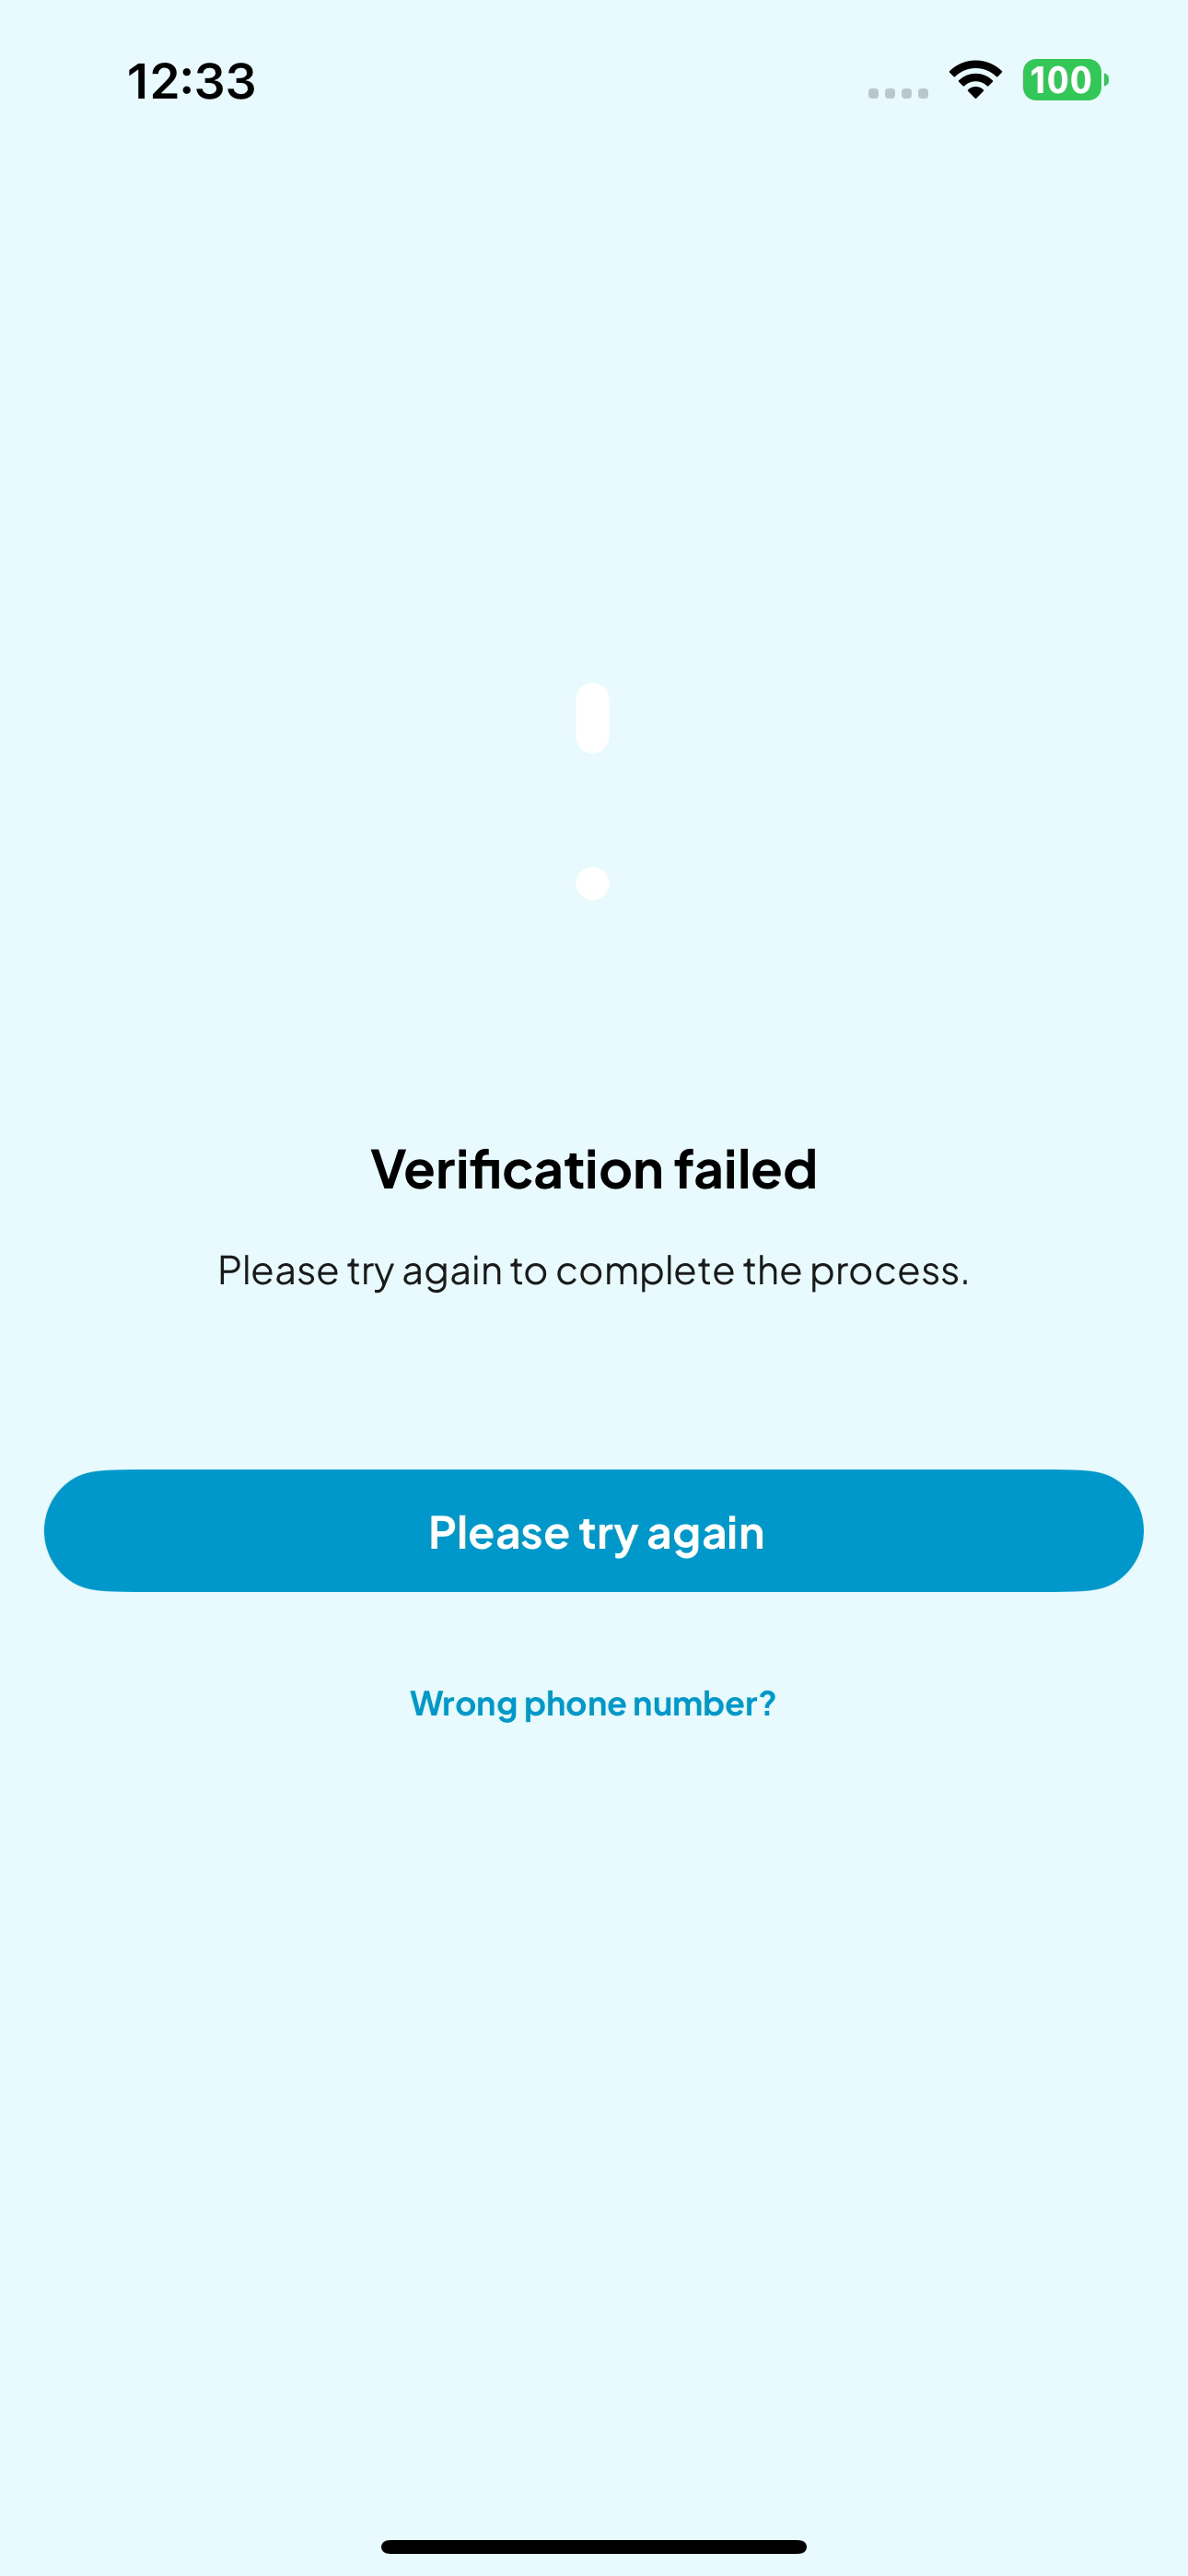 12:33
100
Verification failed
Please try again to complete the process.
Please try again
Wrong phone number?